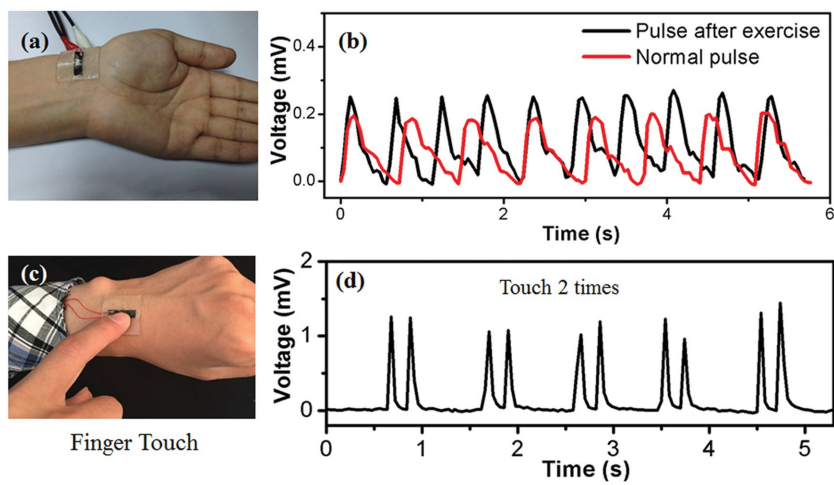 (a)
(b)
Pulse after exercise
Normal pulse
Voltage (mV)
0.4
0.2
0.0
0 2 4 6
Time (s)
(c)
Finger Touch
(d)
Touch 2 times
Voltage (mV)
2
1
0
0 1 2 3 4 5
Time (s)